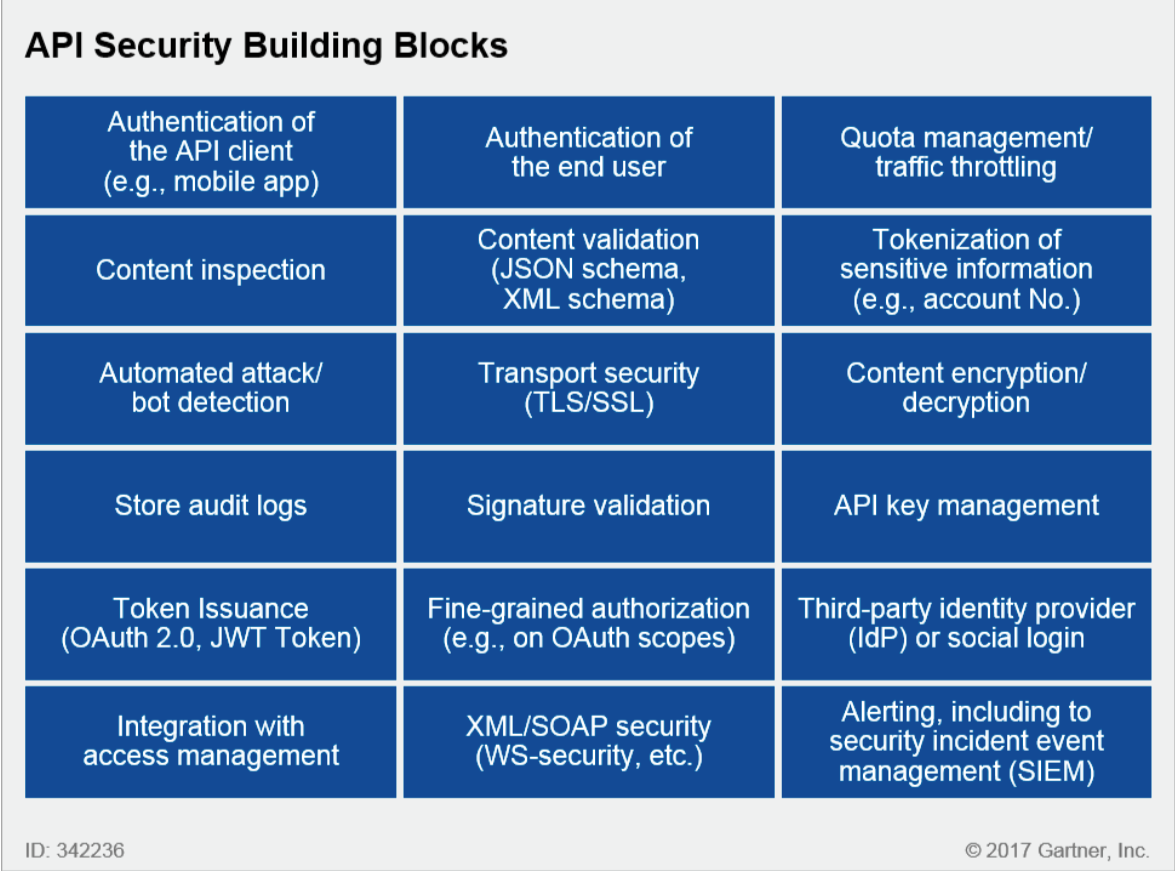 API Security Building Blocks
Authentication of
the API client
(e.g., mobile app)
Authentication of
the end user
Quota management/
traffic throttling
Content inspection
Content validation
(JSON schema,
XML schema)
Tokenization of
sensitive information
(e.g., account No.)
Automated attack/
bot detection
Transport security
(TLS/SSL)
Content encryption/
decryption
Store audit logs
Signature validation
API key management
Token Issuance
(OAuth 2.0, JWT Token)
Fine-grained authorization
(e.g., on OAuth scopes)
Third-party identity provider
(IdP) or social login
Integration with
access management
XML/SOAP security
(WS-security, etc.)
Alerting, including to
security incident event
management (SIEM)
ID: 342236
© 2017 Gartner, Inc.